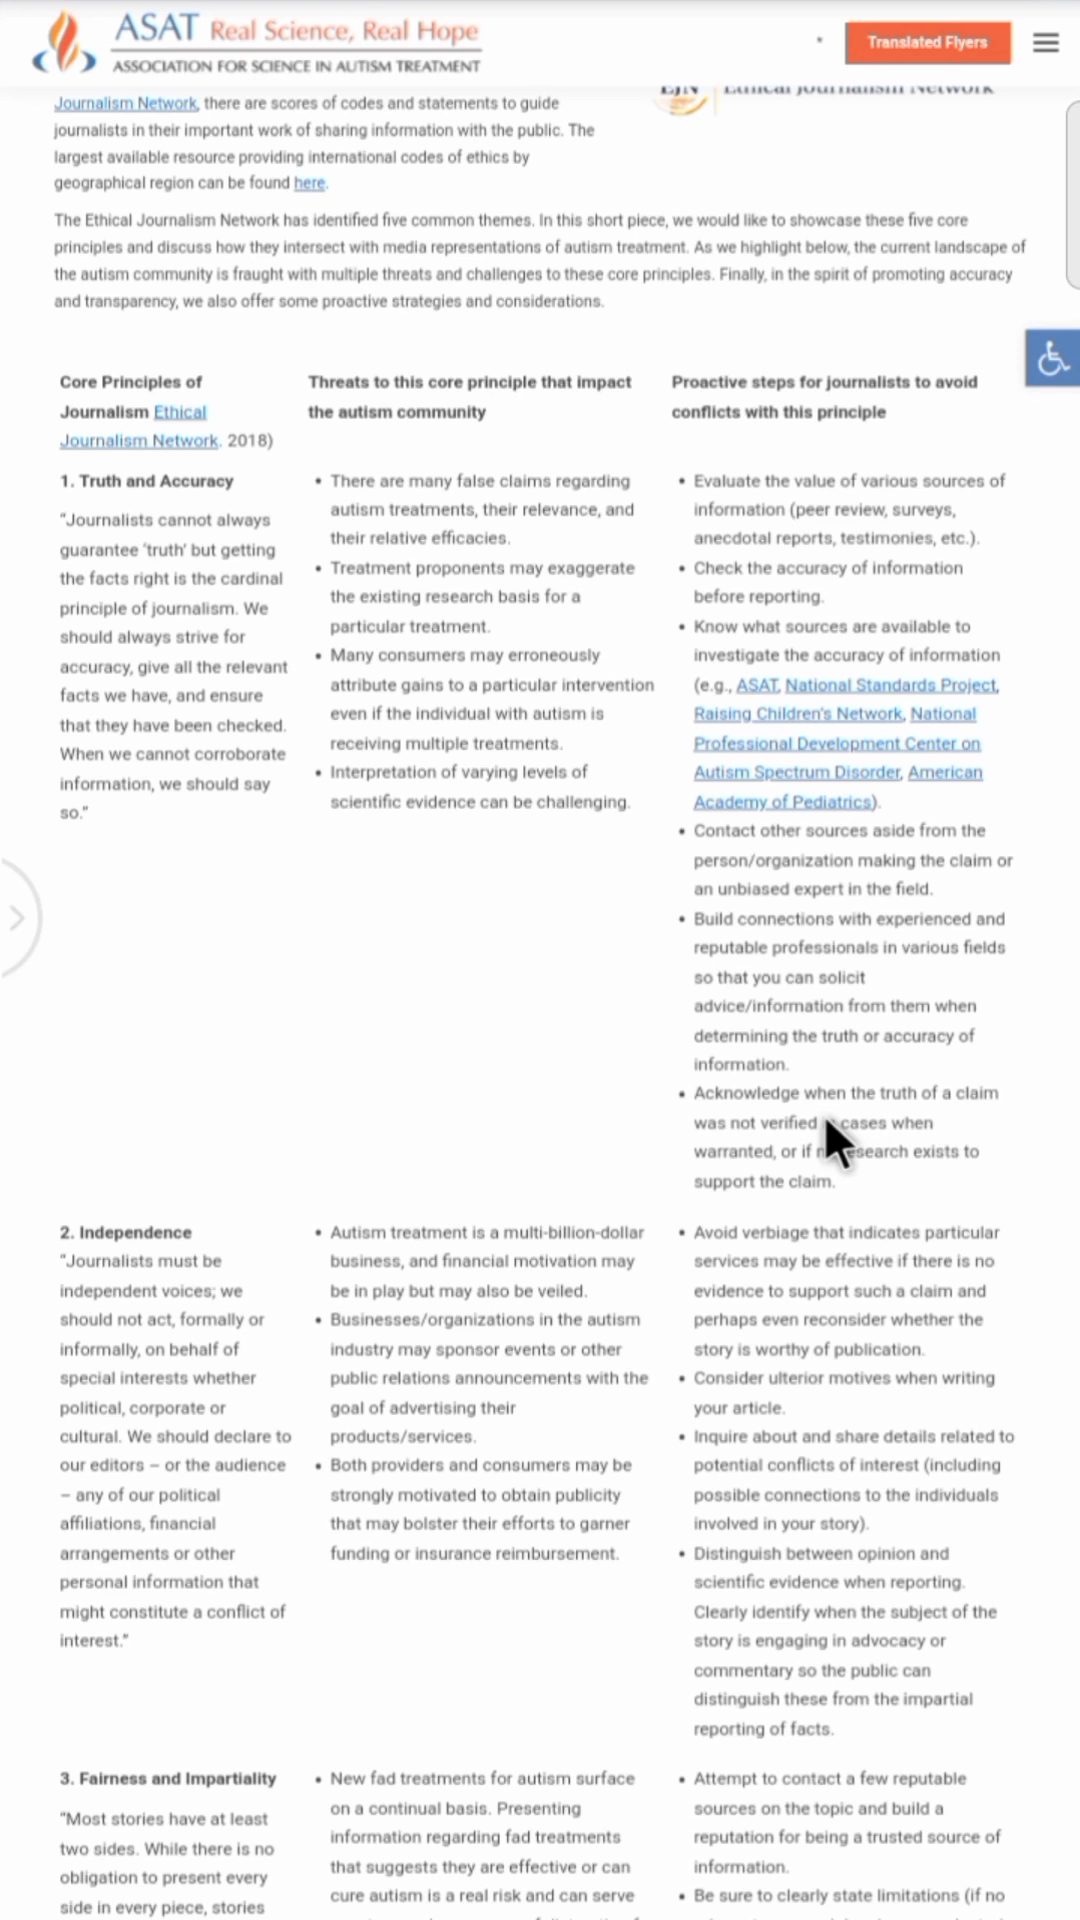 ASAT Real Science, Real Hope
ASSOCIATION FOR SCIENCE IN AUTISM TREATMENT
Translated Flyers
EJN Ethical Journalism Network
Journalism Network, there are scores of codes and statements to guide
journalists in their important work of sharing information with the public. The
largest available resource providing international codes of ethics by
geographical region can be found here.
The Ethical Journalism Network has identified five common themes. In this short piece, we would like to showcase these five core
principles and discuss how they intersect with media representations of autism treatment. As we highlight below, the current landscape of
the autism community is fraught with multiple threats and challenges to these core principles. Finally, in the spirit of promoting accuracy
and transparency, we also offer some proactive strategies and considerations.
Core Principles of
Journalism Ethical
Journalism Network. 2018)
Threats to this core principle that impact
the autism community
Proactive steps for journalists to avoid
conflicts with this principle
1. Truth and Accuracy
“Journalists cannot always
guarantee ‘truth’ but getting
the facts right is the cardinal
principle of journalism. We
should always strive for
accuracy, give all the relevant
facts we have, and ensure
that they have been checked.
When we cannot corroborate
information, we should say
so.”
• There are many false claims regarding
autism treatments, their relevance, and
their relative efficacies.
• Treatment proponents may exaggerate
the existing research basis for a
particular treatment.
• Many consumers may erroneously
attribute gains to a particular intervention
even if the individual with autism is
receiving multiple treatments.
• Interpretation of varying levels of
scientific evidence can be challenging.
• Evaluate the value of various sources of
information (peer review, surveys,
anecdotal reports, testimonies, etc.).
• Check the accuracy of information
before reporting.
• Know what sources are available to
investigate the accuracy of information
(e.g., ASAT, National Standards Project,
Raising Children's Network, National
Professional Development Center on
Autism Spectrum Disorder, American
Academy of Pediatrics).
• Contact other sources aside from the
person/organization making the claim or
an unbiased expert in the field.
• Build connections with experienced and
reputable professionals in various fields
so that you can solicit
advice/information from them when
determining the truth or accuracy of
information.
• Acknowledge when the truth of a claim
was not verified cases when
warranted, or if research exists to
support the claim.
2. Independence
“Journalists must be
independent voices; we
should not act, formally or
informally, on behalf of
special interests whether
political, corporate or
cultural. We should declare to
our editors – or the audience
– any of our political
affiliations, financial
arrangements or other
personal information that
might constitute a conflict of
interest.”
• Autism treatment is a multi-billion-dollar
business, and financial motivation may
be in play but may also be veiled.
• Businesses/organizations in the autism
industry may sponsor events or other
public relations announcements with the
goal of advertising their
products/services.
• Both providers and consumers may be
strongly motivated to obtain publicity
that may bolster their efforts to garner
funding or insurance reimbursement.
• Avoid verbiage that indicates particular
services may be effective if there is no
evidence to support such a claim and
perhaps even reconsider whether the
story is worthy of publication.
• Consider ulterior motives when writing
your article.
• Inquire about and share details related to
potential conflicts of interest (including
possible connections to the individuals
involved in your story).
• Distinguish between opinion and
scientific evidence when reporting.
Clearly identify when the subject of the
story is engaging in advocacy or
commentary so the public can
distinguish these from the impartial
reporting of facts.
3. Fairness and Impartiality
“Most stories have at least
two sides. While there is no
obligation to present every
side in every piece, stories
• New fad treatments for autism surface
on a continual basis. Presenting
information regarding fad treatments
that suggests they are effective or can
cure autism is a real risk and can serve
• Attempt to contact a few reputable
sources on the topic and build a
reputation for being a trusted source of
information.
• Be sure to clearly state limitations (if no